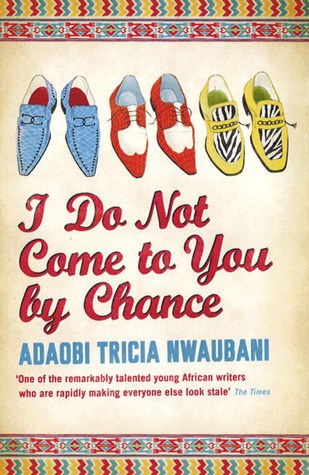 I Do Not
Come to You
by Chance
ADAOBI TRICIA NWAUBANI
'One of the remarkably talented young African writers
who are rapidly making everyone else look stale' The Times